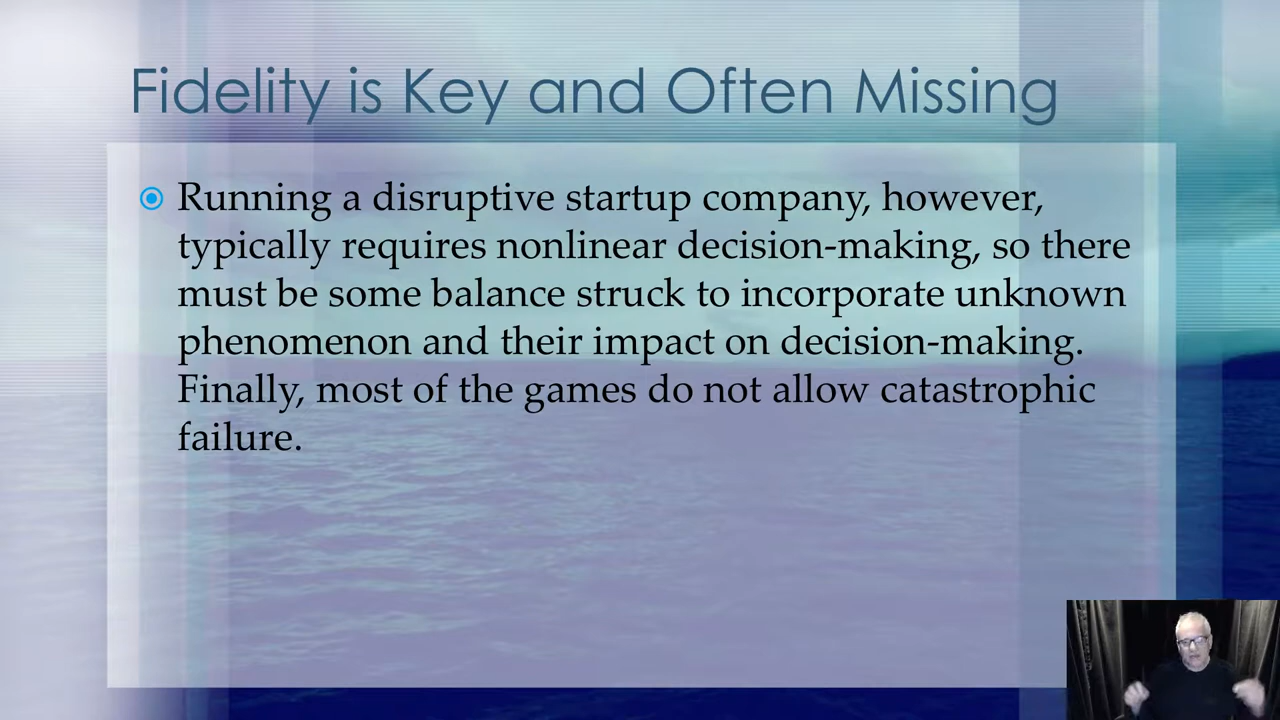 Fidelity is Key and Often Missing
Running a disruptive startup company, however,
typically requires nonlinear decision-making, so there
must be some balance struck to incorporate unknown
phenomenon and their impact on decision-making.
Finally, most of the games do not allow catastrophic
failure.